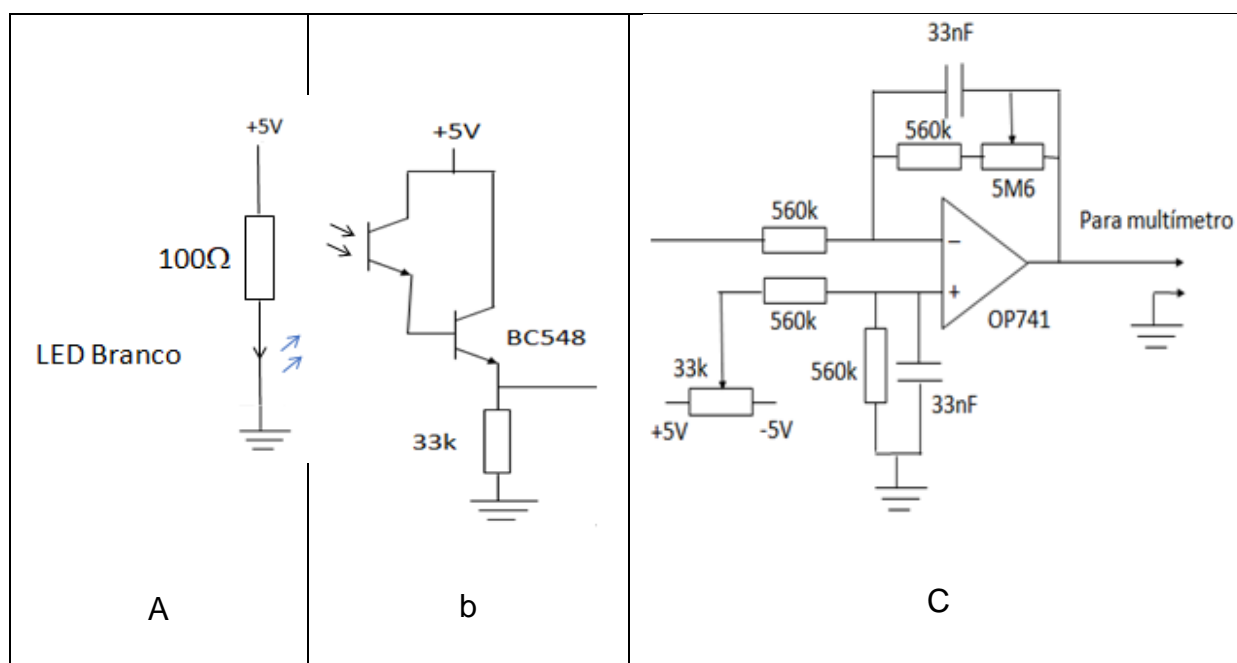 +5V
100Ω
LED Branco
A
+5V
BC548
33k
b
33nF
560k
5M6
560k
Para multímetro
−
+
560k
OP741
33k
560k
33nF
+5V
-5V
C